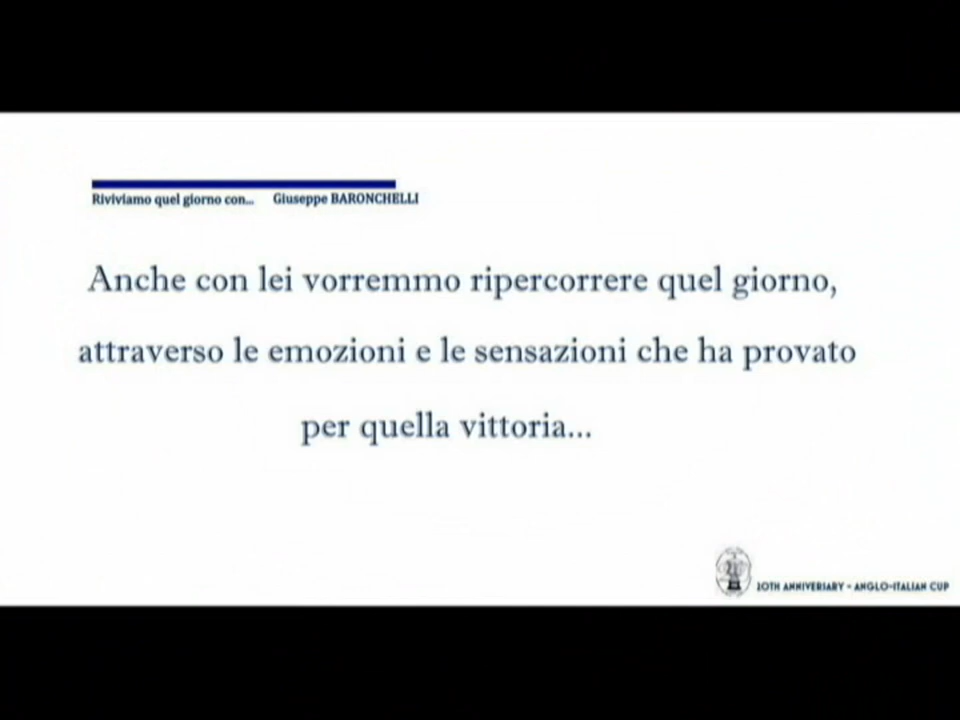 Riviviamo quel giorno con... Giuseppe BARONCHELLI
Anche con lei vorremmo ripercorrere quel giorno,
attraverso le emozioni e le sensazioni che ha provato
per quella vittoria...
20TH ANNIVERSARY - ANGLO-ITALIAN CUP